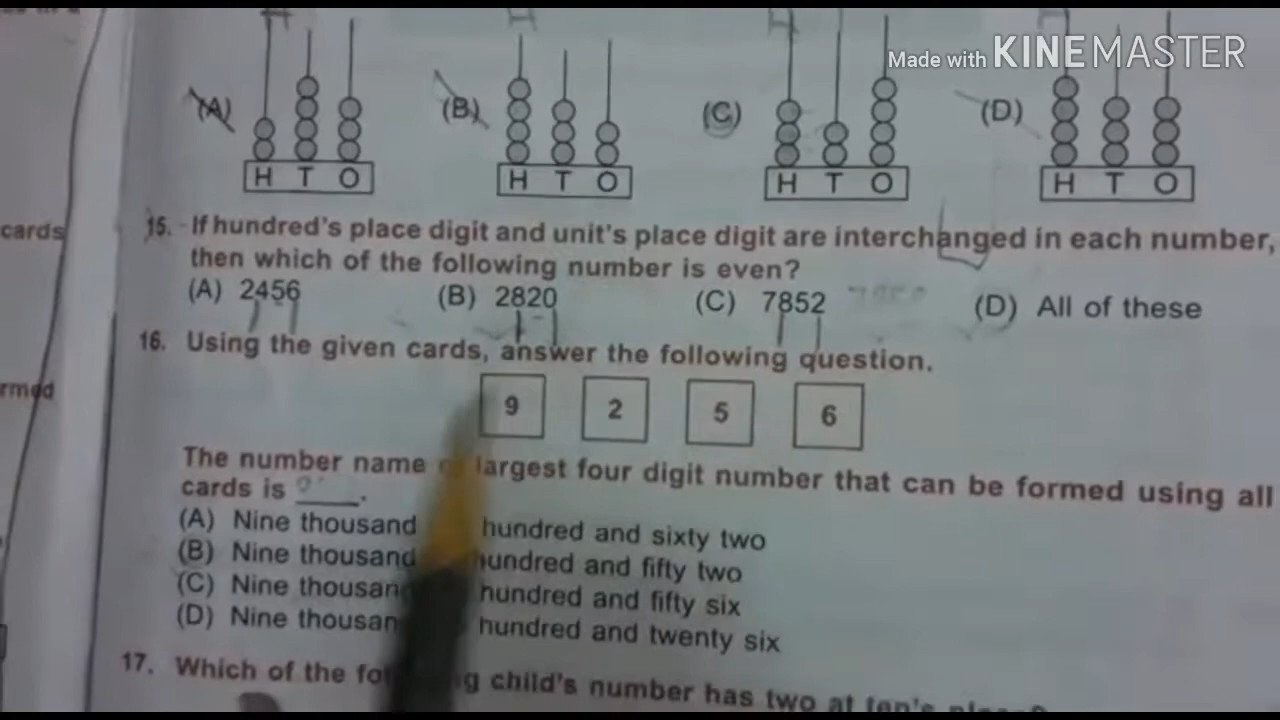 Made with KINEMASTER
(A) (B) (C) (D)
H T O H T O H T O H T O
cards
15. If hundred's place digit and unit's place digit are interchanged in each number,
then which of the following number is even?
(A) 2456 (B) 2820 (C) 7852 (D) All of these
16. Using the given cards, answer the following question.
rmed
9 2 5 6
The number name largest four digit number that can be formed using all
cards is ____.
(A) Nine thousand hundred and sixty two
(B) Nine thousand hundred and fifty two
(C) Nine thousand hundred and fifty six
(D) Nine thousan hundred and twenty six
17. Which of the fo g child's number has two at ten's place?